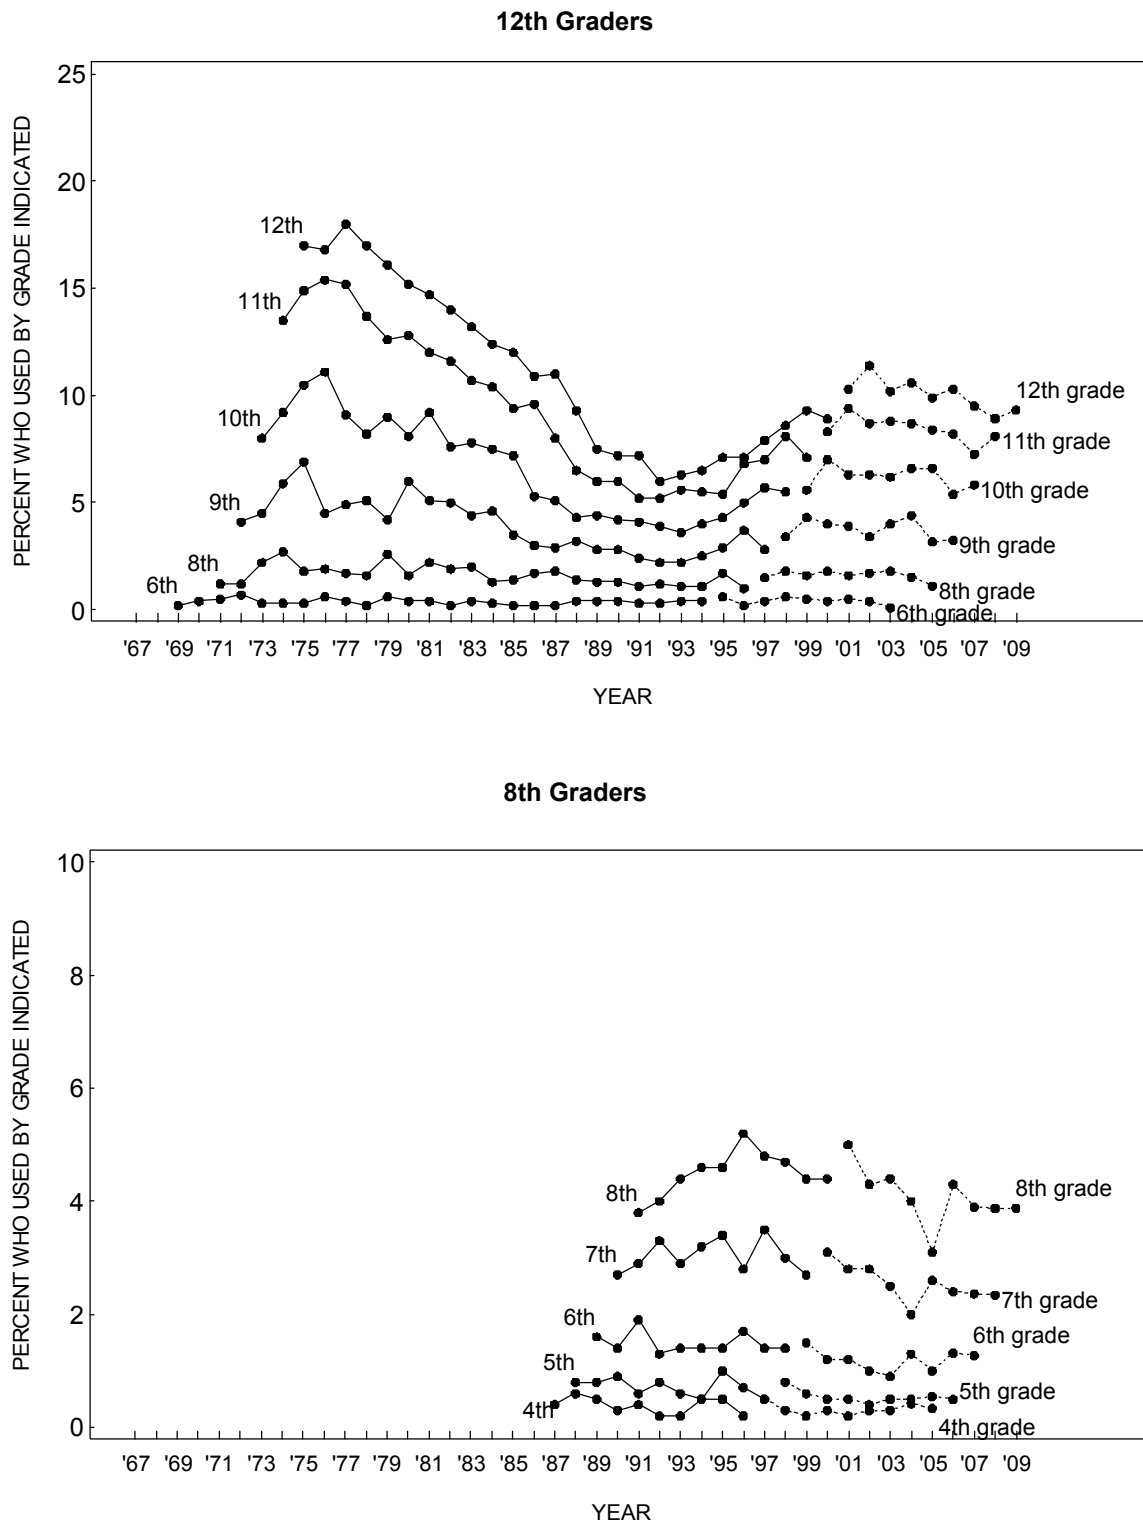 12th Graders
PERCENT WHO USED BY GRADE INDICATED
25
20
15
10
5
0
12th
11th
10th
9th
8th
6th
12th grade
11th grade
10th grade
9th grade
8th grade
6th grade
'67 '69 '71 '73 '75 '77 '79 '81 '83 '85 '87 '89 '91 '93 '95 '97 '99 '01 '03 '05 '07 '09
YEAR
8th Graders
PERCENT WHO USED BY GRADE INDICATED
10
8
6
4
2
0
8th
7th
6th
5th
4th
8th grade
7th grade
6th grade
5th grade
4th grade
'67 '69 '71 '73 '75 '77 '79 '81 '83 '85 '87 '89 '91 '93 '95 '97 '99 '01 '03 '05 '07 '09
YEAR